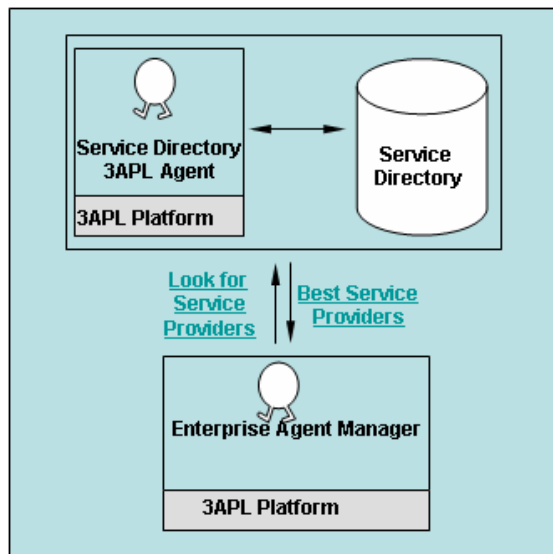 Service Directory
3APL Agent
3APL Platform
Service
Directory
Look for
Service
Providers
Best Service
Providers
Enterprise Agent Manager
3APL Platform